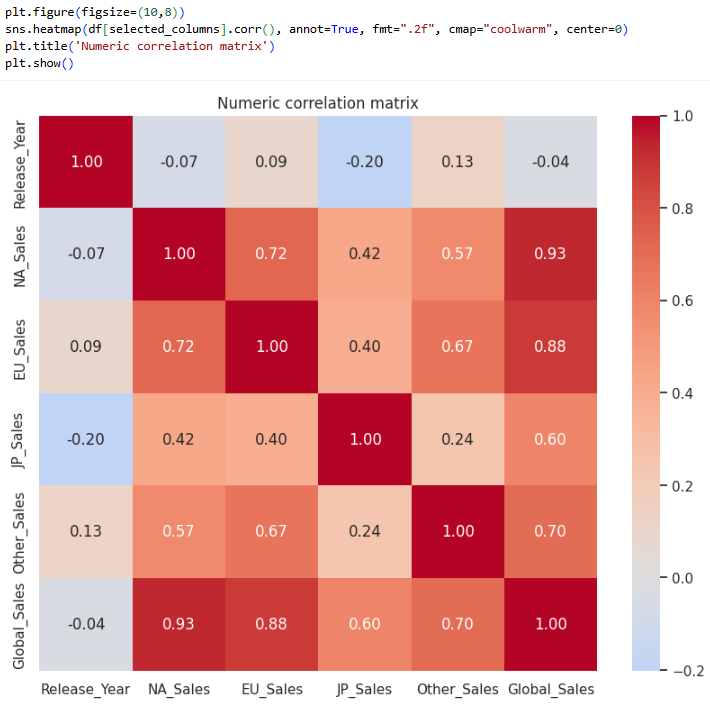 plt.figure(figsize=(10,8))
sns.heatmap(df[selected_columns].corr(), annot=True, fmt=".2f", cmap="coolwarm", center=0)
plt.title('Numeric correlation matrix')
plt.show()
Numeric correlation matrix
Release_Year 1.00 -0.07 0.09 -0.20 0.13 -0.04
NA_Sales -0.07 1.00 0.72 0.42 0.57 0.93
EU_Sales 0.09 0.72 1.00 0.40 0.67 0.88
JP_Sales -0.20 0.42 0.40 1.00 0.24 0.60
Other_Sales 0.13 0.57 0.67 0.24 1.00 0.70
Global_Sales -0.04 0.93 0.88 0.60 0.70 1.00
Release_Year NA_Sales EU_Sales JP_Sales Other_Sales Global_Sales
1.0
0.8
0.6
0.4
0.2
0.0
−0.2